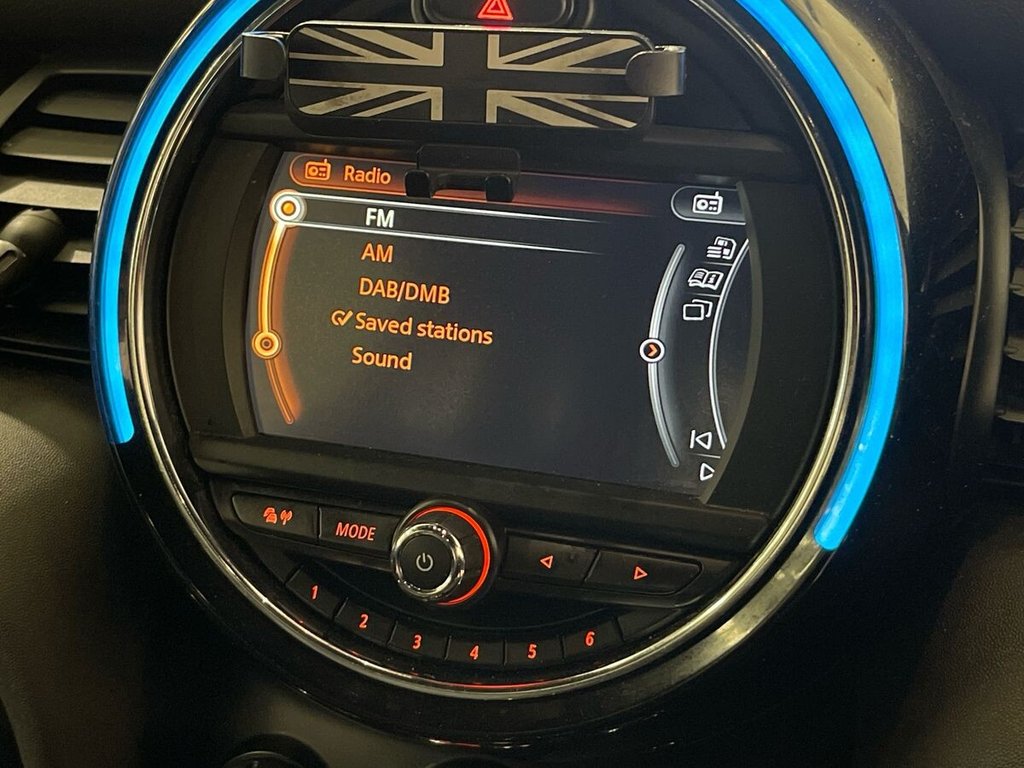 Radio
FM
AM
DAB/DMB
Saved stations
Sound
MODE
1
2
3
4
5
6